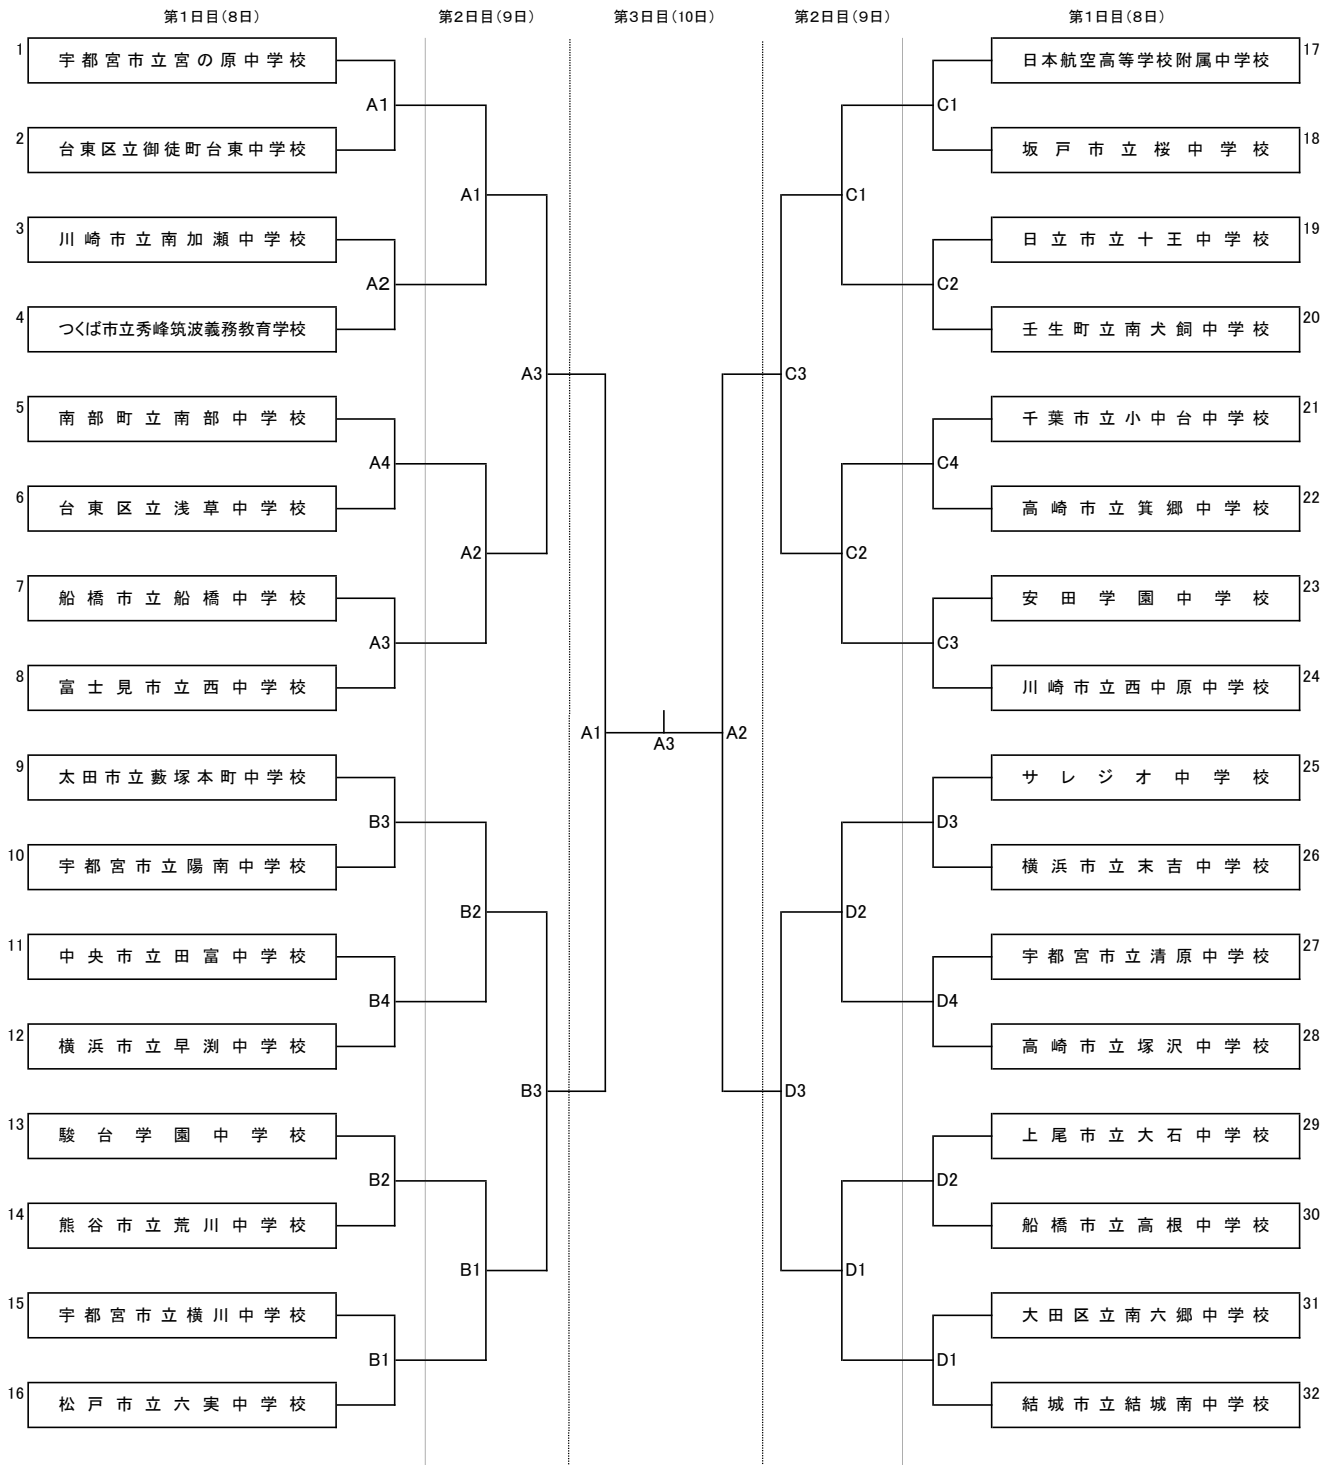 第1日目(8日)
第2日目(9日)
第3日目(10日)
第2日目(9日)
第1日目(8日)
1 宇都宮市立宮の原中学校
2 台東区立御徒町台東中学校
3 川崎市立南加瀬中学校
4 つくば市立秀峰筑波義務教育学校
5 南部町立南部中学校
6 台東区立浅草中学校
7 船橋市立船橋中学校
8 富士見市立西中学校
9 太田市立藪塚本町中学校
10 宇都宮市立陽南中学校
11 中央市立田富中学校
12 横浜市立早渕中学校
13 駿台学園中学校
14 熊谷市立荒川中学校
15 宇都宮市立横川中学校
16 松戸市立六実中学校
A1
A2
A4
A3
B3
B4
B2
B1
A1
A2
B2
B1
A3
B3
A1
A3
A2
C3
D3
C1
C2
D2
D1
C1
C2
C4
C3
D3
D4
D2
D1
日本航空高等学校附属中学校 17
坂戸市立桜中学校 18
日立市立十王中学校 19
壬生町立南犬飼中学校 20
千葉市立小中台中学校 21
高崎市立箕郷中学校 22
安田学園中学校 23
川崎市立西中原中学校 24
サレジオ中学校 25
横浜市立末吉中学校 26
宇都宮市立清原中学校 27
高崎市立塚沢中学校 28
上尾市立大石中学校 29
船橋市立高根中学校 30
大田区立南六郷中学校 31
結城市立結城南中学校 32